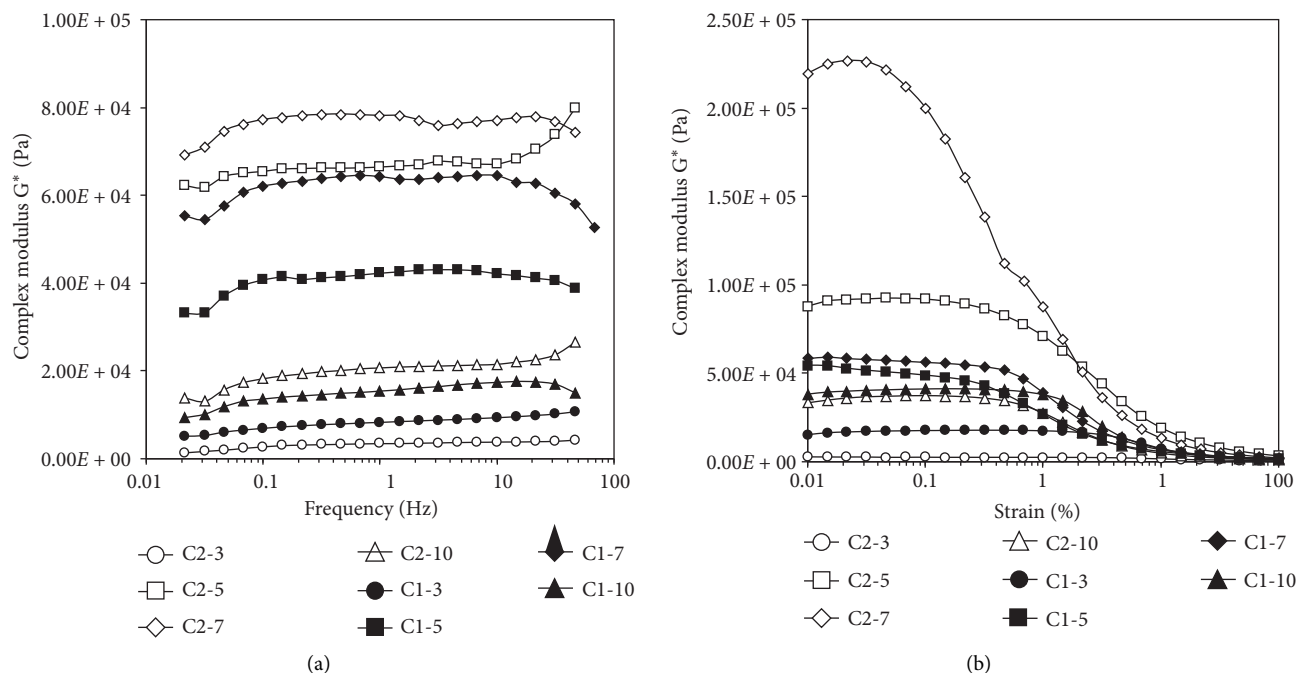 Complex modulus G* (Pa)
1.00E + 05
8.00E + 04
6.00E + 04
4.00E + 04
2.00E + 04
0.00E + 00
0.01
0.1
1
10
100
Frequency (Hz)
C2-3
C2-10
C1-7
C2-5
C1-3
C1-10
C2-7
C1-5
(a)
Complex modulus G* (Pa)
2.50E + 05
2.00E + 05
1.50E + 05
1.00E + 05
5.00E + 04
0.00E + 00
0.01
0.1
1
1
100
Strain (%)
C2-3
C2-10
C1-7
C2-5
C1-3
C1-10
C2-7
C1-5
(b)